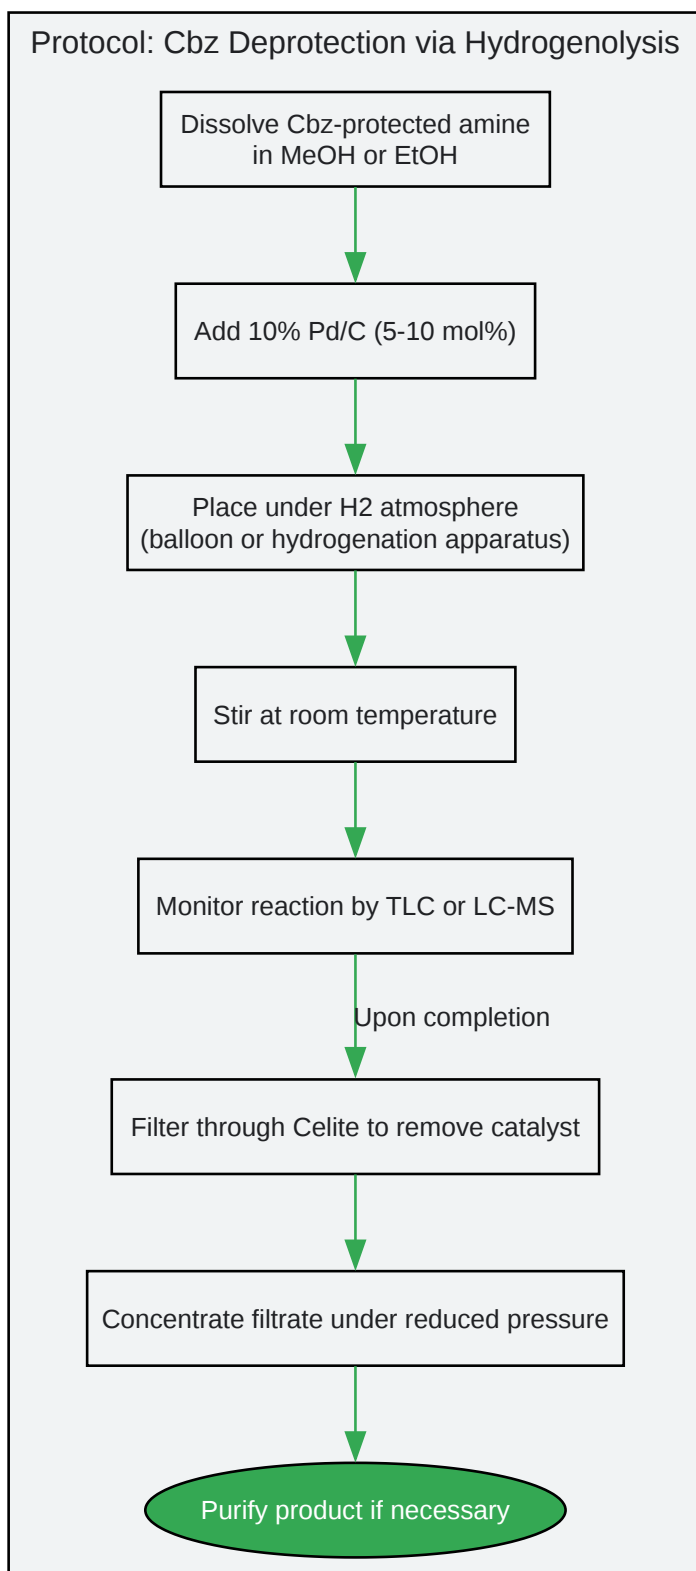 Protocol: Cbz Deprotection via Hydrogenolysis
Dissolve Cbz-protected amine
in MeOH or EtOH
Add 10% Pd/C (5-10 mol%)
Place under H2 atmosphere
(balloon or hydrogenation apparatus)
Stir at room temperature
Monitor reaction by TLC or LC-MS
Upon completion
Filter through Celite to remove catalyst
Concentrate filtrate under reduced pressure
Purify product if necessary